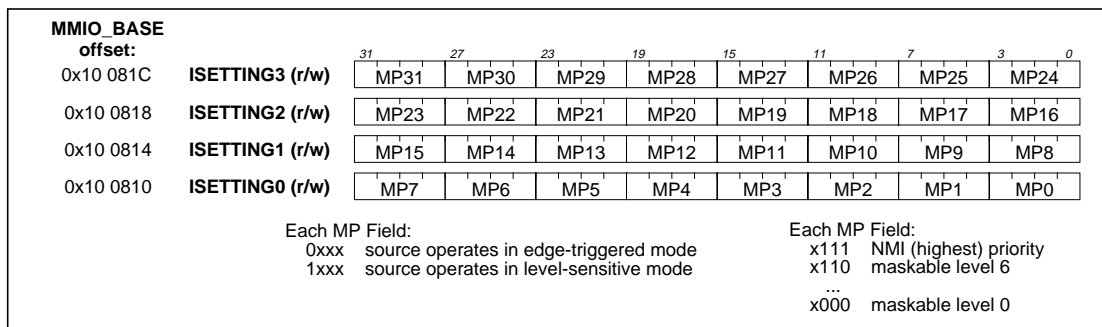 MMIO_BASE
offset:
31 27 23 19 15 11 7 3 0
0x10 081C ISETTING3 (r/w) MP31 MP30 MP29 MP28 MP27 MP26 MP25 MP24
0x10 0818 ISETTING2 (r/w) MP23 MP22 MP21 MP20 MP19 MP18 MP17 MP16
0x10 0814 ISETTING1 (r/w) MP15 MP14 MP13 MP12 MP11 MP10 MP9 MP8
0x10 0810 ISETTING0 (r/w) MP7 MP6 MP5 MP4 MP3 MP2 MP1 MP0
Each MP Field:
0xxx source operates in edge-triggered mode
1xxx source operates in level-sensitive mode
Each MP Field:
x111 NMI (highest) priority
x110 maskable level 6
...
x000 maskable level 0